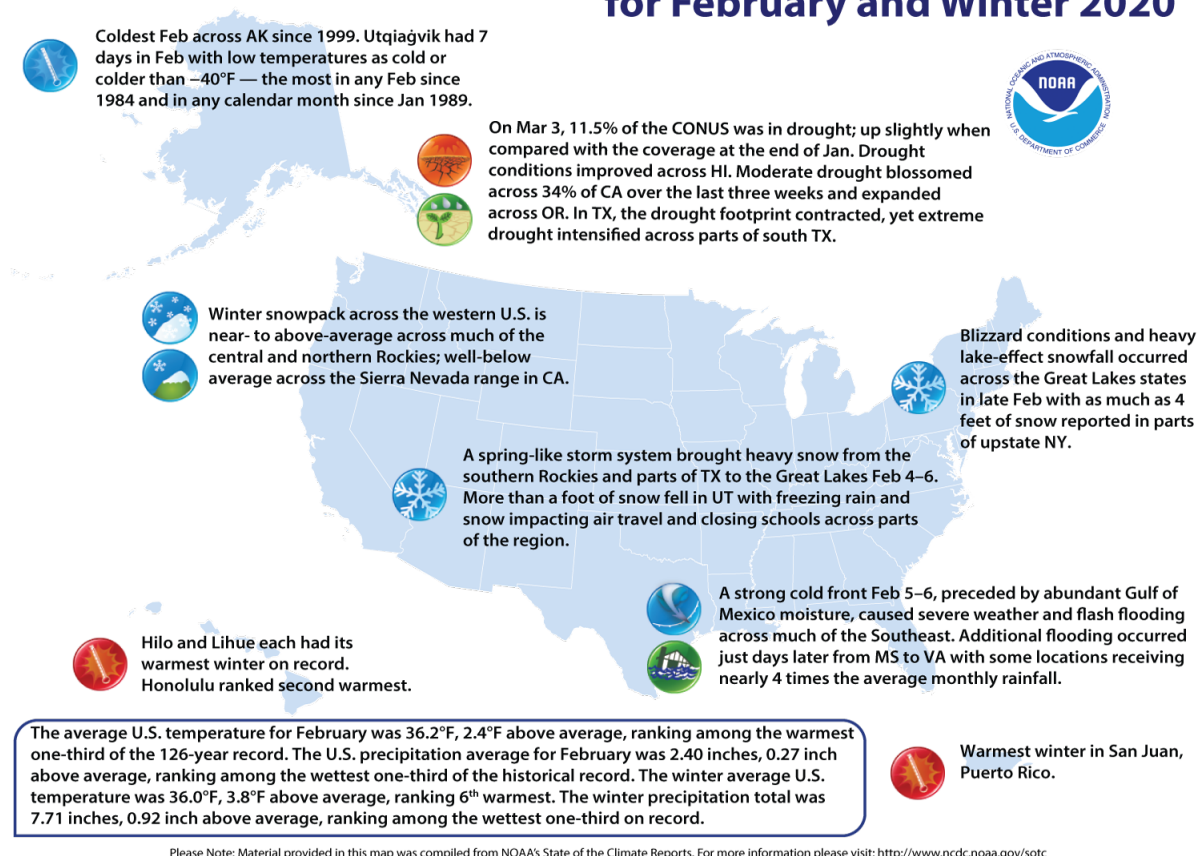 for February and Winter 2020
Coldest Feb across AK since 1999. Utqiaġvik had 7
days in Feb with low temperatures as cold or
colder than –40°F — the most in any Feb since
1984 and in any calendar month since Jan 1989.
NATIONAL OCEANIC AND ATMOSPHERIC ADMINISTRATION
NOAA
U.S. DEPARTMENT OF COMMERCE
On Mar 3, 11.5% of the CONUS was in drought; up slightly when
compared with the coverage at the end of Jan. Drought
conditions improved across HI. Moderate drought blossomed
across 34% of CA over the last three weeks and expanded
across OR. In TX, the drought footprint contracted, yet extreme
drought intensified across parts of south TX.
Winter snowpack across the western U.S. is
near- to above-average across much of the
central and northern Rockies; well-below
average across the Sierra Nevada range in CA.
Blizzard conditions and heavy
lake-effect snowfall occurred
across the Great Lakes states
in late Feb with as much as 4
feet of snow reported in parts
of upstate NY.
A spring-like storm system brought heavy snow from the
southern Rockies and parts of TX to the Great Lakes Feb 4–6.
More than a foot of snow fell in UT with freezing rain and
snow impacting air travel and closing schools across parts
of the region.
A strong cold front Feb 5–6, preceded by abundant Gulf of
Mexico moisture, caused severe weather and flash flooding
across much of the Southeast. Additional flooding occurred
just days later from MS to VA with some locations receiving
nearly 4 times the average monthly rainfall.
Hilo and Lihue each had its
warmest winter on record.
Honolulu ranked second warmest.
The average U.S. temperature for February was 36.2°F, 2.4°F above average, ranking among the warmest
one-third of the 126-year record. The U.S. precipitation average for February was 2.40 inches, 0.27 inch
above average, ranking among the wettest one-third of the historical record. The winter average U.S.
temperature was 36.0°F, 3.8°F above average, ranking 6th warmest. The winter precipitation total was
7.71 inches, 0.92 inch above average, ranking among the wettest one-third on record.
Warmest winter in San Juan,
Puerto Rico.
Please Note: Material provided in this map was compiled from NOAA's State of the Climate Reports. For more information please visit: http://www.ncdc.noaa.gov/sotc